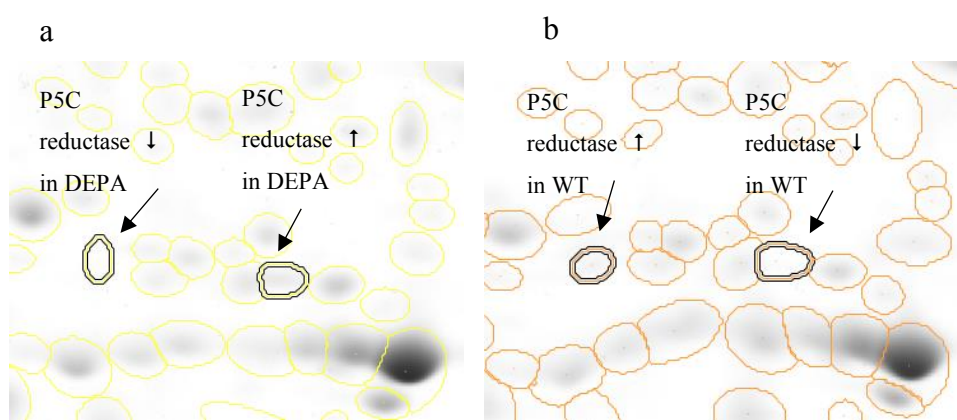 a
P5C
reductase ↓
in DEPA
P5C
reductase ↑
in DEPA
b
P5C
reductase ↑
in WT
P5C
reductase ↓
in WT